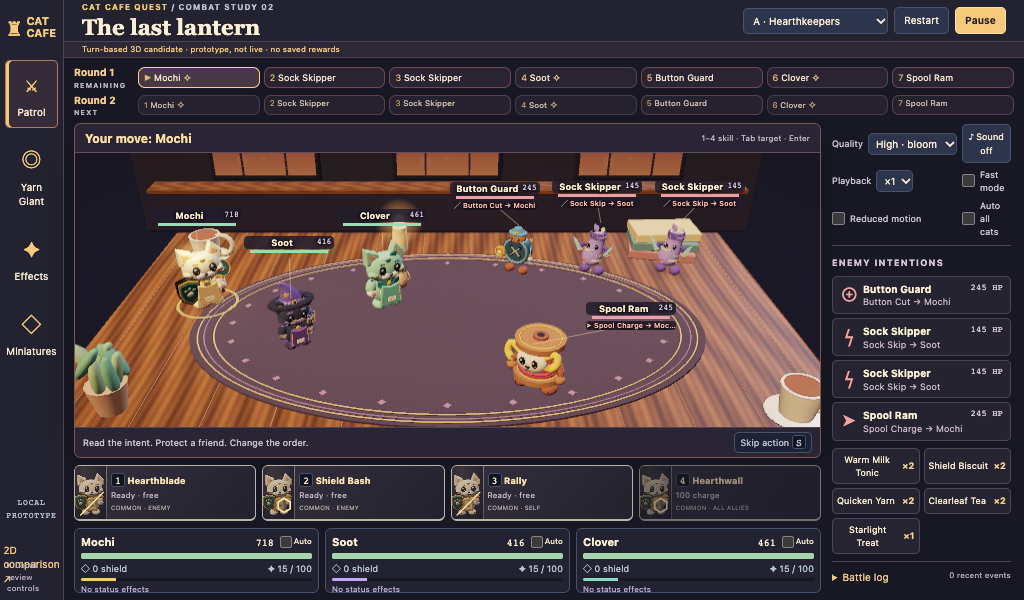 CAT CAFE
CAT CAFE QUEST / COMBAT STUDY 02
The last lantern
A · Hearthkeepers
Restart
Pause
Turn-based 3D candidate · prototype, not live · no saved rewards
Patrol
Yarn Giant
Effects
Miniatures
LOCAL PROTOTYPE
2D comparison ↗
review controls
Round 1
REMAINING
▶ Mochi ✧
2 Sock Skipper
3 Sock Skipper
4 Soot ✧
5 Button Guard
6 Clover ✧
7 Spool Ram
Round 2
NEXT
1 Mochi ✧
2 Sock Skipper
3 Sock Skipper
4 Soot ✧
5 Button Guard
6 Clover ✧
7 Spool Ram
Your move: Mochi
1–4 skill · Tab target · Enter
Mochi 718
Soot 416
Clover 461
Button Guard 245
⟋ Button Cut → Mochi
Sock Skipper 145
⟋ Sock Skip → Soot
Sock Skipper 145
⟋ Sock Skip → Soot
Spool Ram 245
▸ Spool Charge → Moc...
Read the intent. Protect a friend. Change the order.
Skip action S
1 Hearthblade
Ready · free
COMMON · ENEMY
2 Shield Bash
Ready · free
COMMON · ENEMY
3 Rally
Ready · free
COMMON · SELF
4 Hearthwall
100 charge
COMMON · ALL ALLIES
Mochi 718 Auto
◇ 0 shield ✦ 15 / 100
No status effects
Soot 416 Auto
◇ 0 shield ✦ 15 / 100
No status effects
Clover 461 Auto
◇ 0 shield ✦ 15 / 100
No status effects
Quality High · bloom
♪ Sound off
Playback x1
Fast mode
Reduced motion
Auto all cats
ENEMY INTENTIONS
Button Guard 245 HP
Button Cut → Mochi
Sock Skipper 145 HP
Sock Skip → Soot
Sock Skipper 145 HP
Sock Skip → Soot
Spool Ram 245 HP
Spool Charge → Mochi
Warm Milk Tonic ×2
Shield Biscuit ×2
Quicken Yarn ×2
Clearleaf Tea ×2
Starlight Treat ×1
▶ Battle log
0 recent events